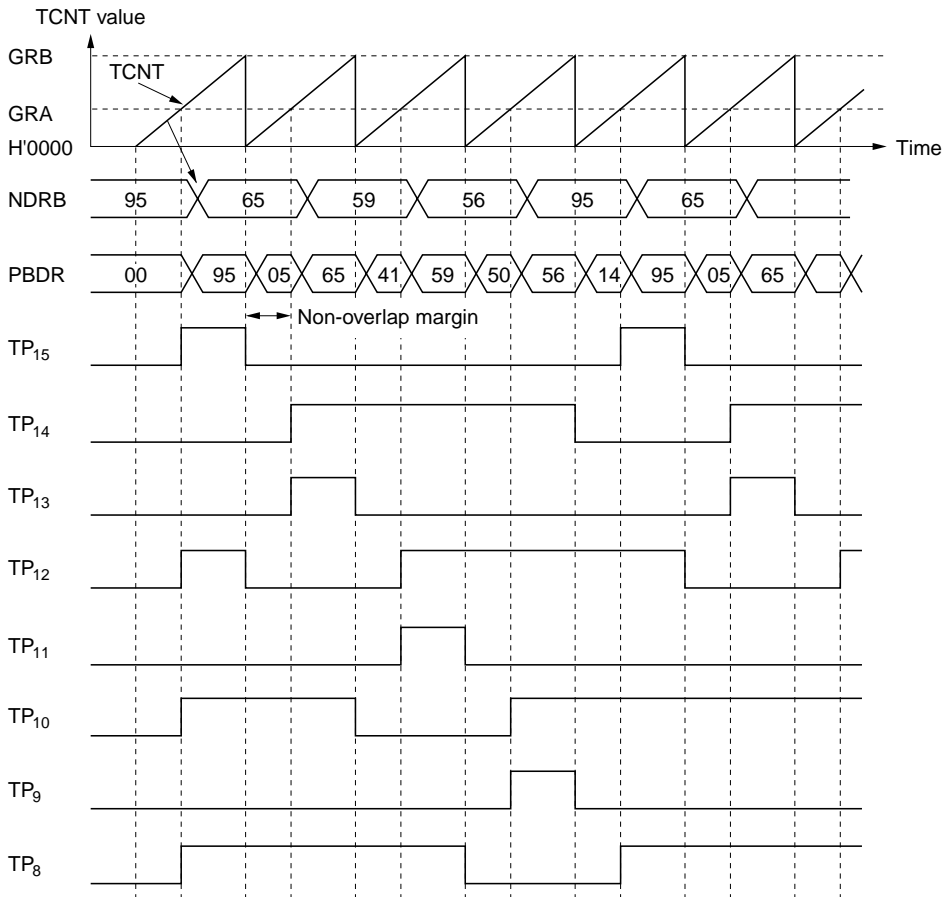 TCNT value
GRB
TCNT
GRA
H'0000
Time
NDRB 95 65 59 56 95 65
PBDR 00 95 05 65 41 59 50 56 14 95 05 65
Non-overlap margin
TP15
TP14
TP13
TP12
TP11
TP10
TP9
TP8